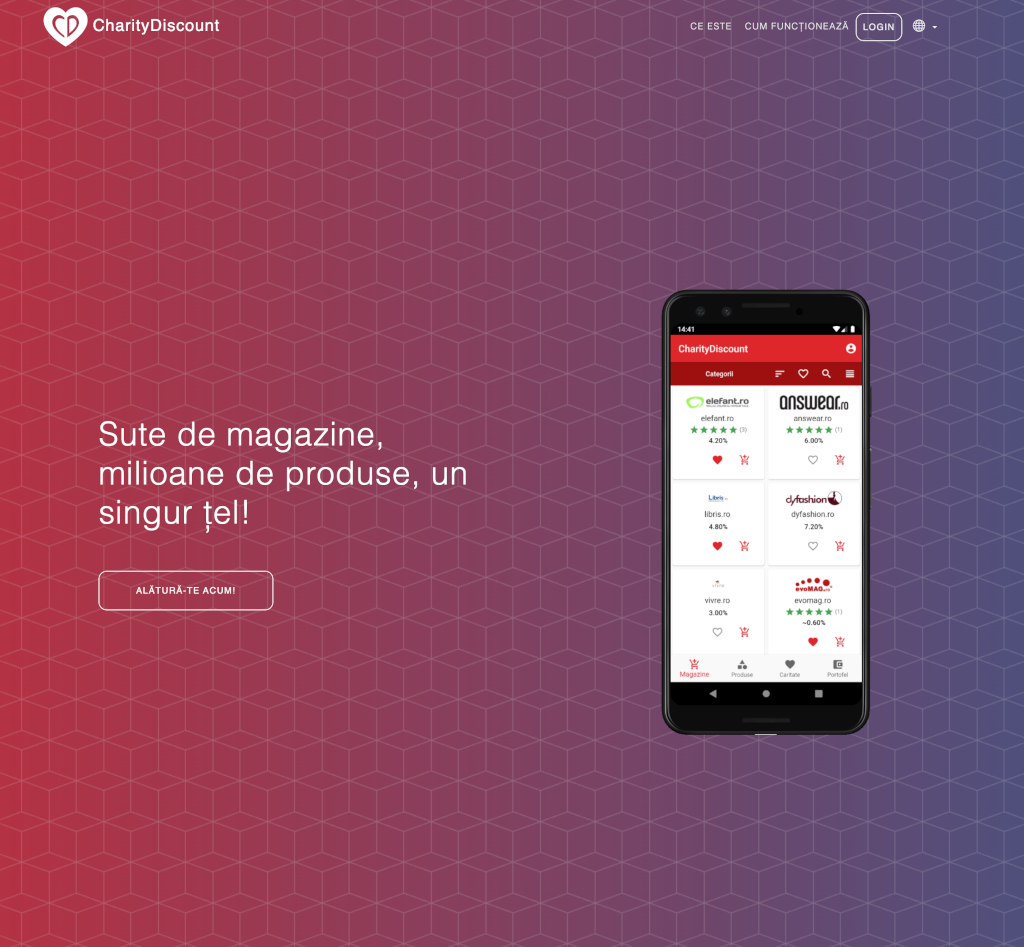 CharityDiscount
CE ESTE
CUM FUNCȚIONEAZĂ
LOGIN
Sute de magazine,
milioane de produse, un
singur țel!
ALĂTURĂ-TE ACUM!
14:41
CharityDiscount
Categorii
elefant.ro
elefant.ro
(3)
4.20%
answear.ro
answear.ro
(1)
6.00%
Libris
libris.ro
4.80%
dyfashion
dyfashion.ro
7.20%
vivre
vivre.ro
3.00%
evoMAG.ro
evomag.ro
(1)
~0.60%
Magazine
Produse
Caritate
Portofel